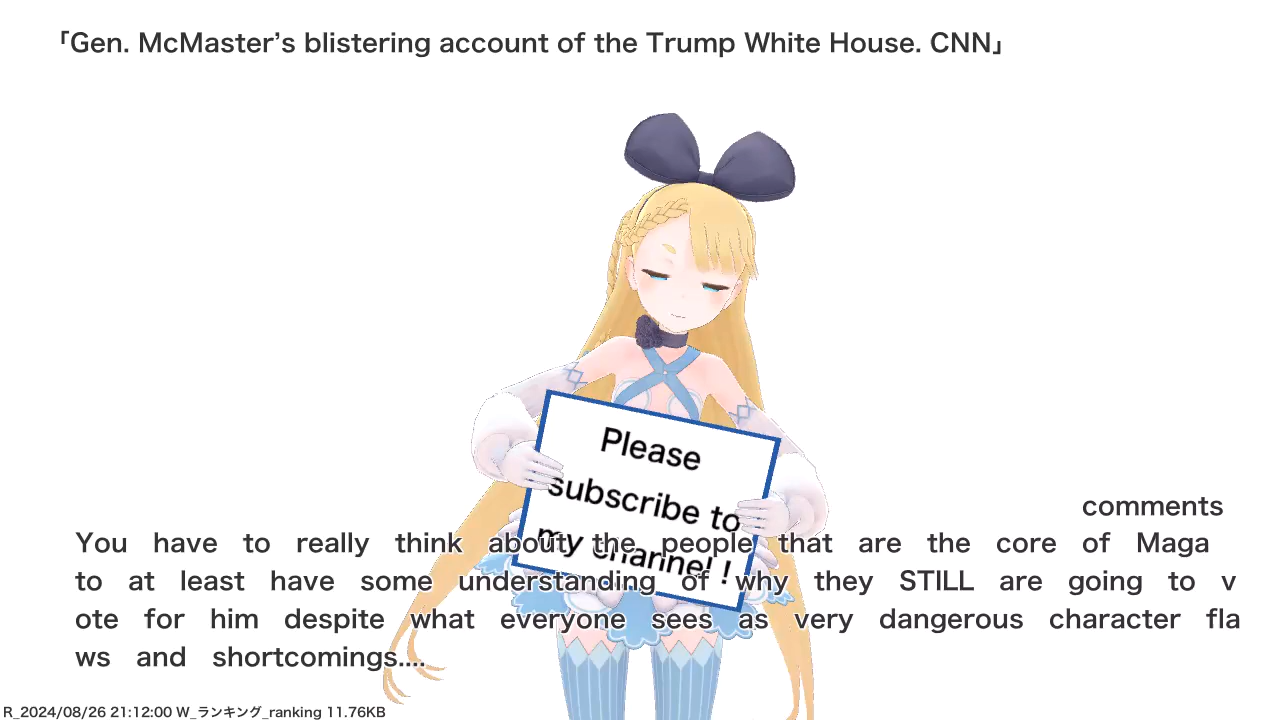 「Gen. McMaster’s blistering account of the Trump White House. CNN」
Please
subscribe to
my channel !
comments
You have to really think about the people that are the core of Maga
to at least have some understanding of why they STILL are going to v
ote for him despite what everyone sees as very dangerous character fla
ws and shortcomings....
R_2024/08/26 21:12:00 W_ランキング_ranking 11.76KB